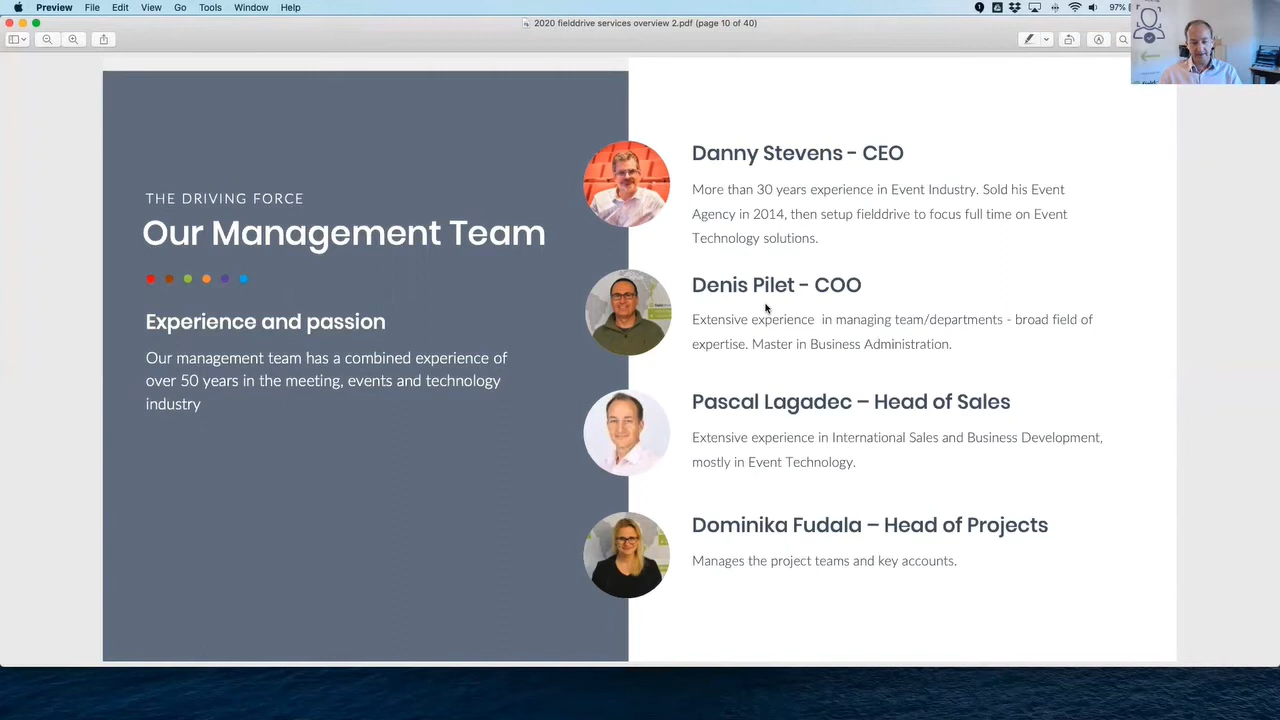 Preview File Edit View Go Tools Window Help
97%
2020 fielddrive services overview 2.pdf (page 10 of 40)
THE DRIVING FORCE
Our Management Team
Experience and passion
Our management team has a combined experience of
over 50 years in the meeting, events and technology
industry
Danny Stevens - CEO
More than 30 years experience in Event Industry. Sold his Event
Agency in 2014, then setup fielddrive to focus full time on Event
Technology solutions.
Denis Pilet - COO
Extensive experience  in managing team/departments - broad field of
expertise. Master in Business Administration.
Pascal Lagadec – Head of Sales
Extensive experience in International Sales and Business Development,
mostly in Event Technology.
Dominika Fudala – Head of Projects
Manages the project teams and key accounts.